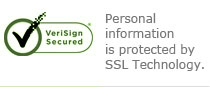 VeriSign
Secured
Personal
information
is protected by
SSL Technology.